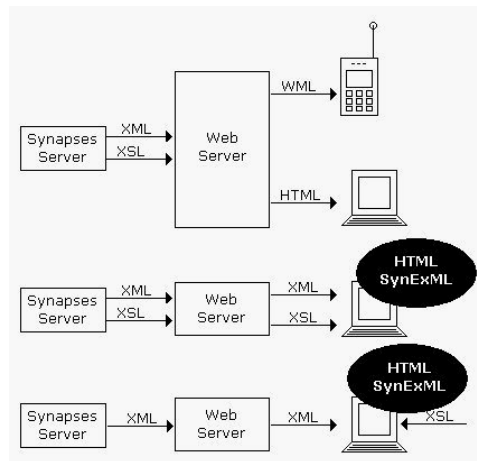 WML
XML
Synapses
Server
XSL
Web
Server
HTML
HTML
SynExML
XML
XML
Synapses
Server
Web
Server
XSL
XSL
HTML
SynExML
Synapses
Server
XML
Web
Server
XML
XSL